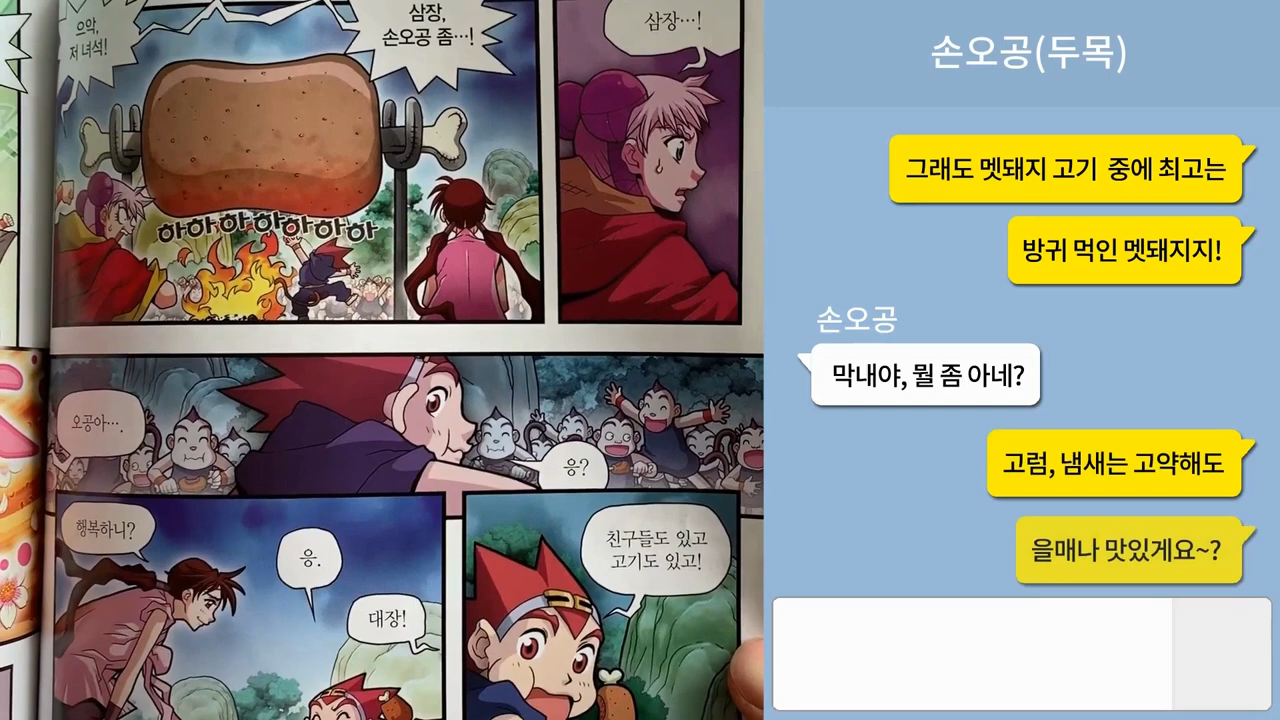 으악,
저 녀석!
삼장,
손오공 좀…!
하하하하하하하
삼장…!
오공아….
응?
행복하니?
응.
대장!
친구들도 있고
고기도 있고!
손오공(두목)
그래도 멧돼지 고기 중에 최고는
방귀 먹인 멧돼지지!
손오공
막내야, 뭘 좀 아네?
고럼, 냄새는 고약해도
을매나 맛있게요~?